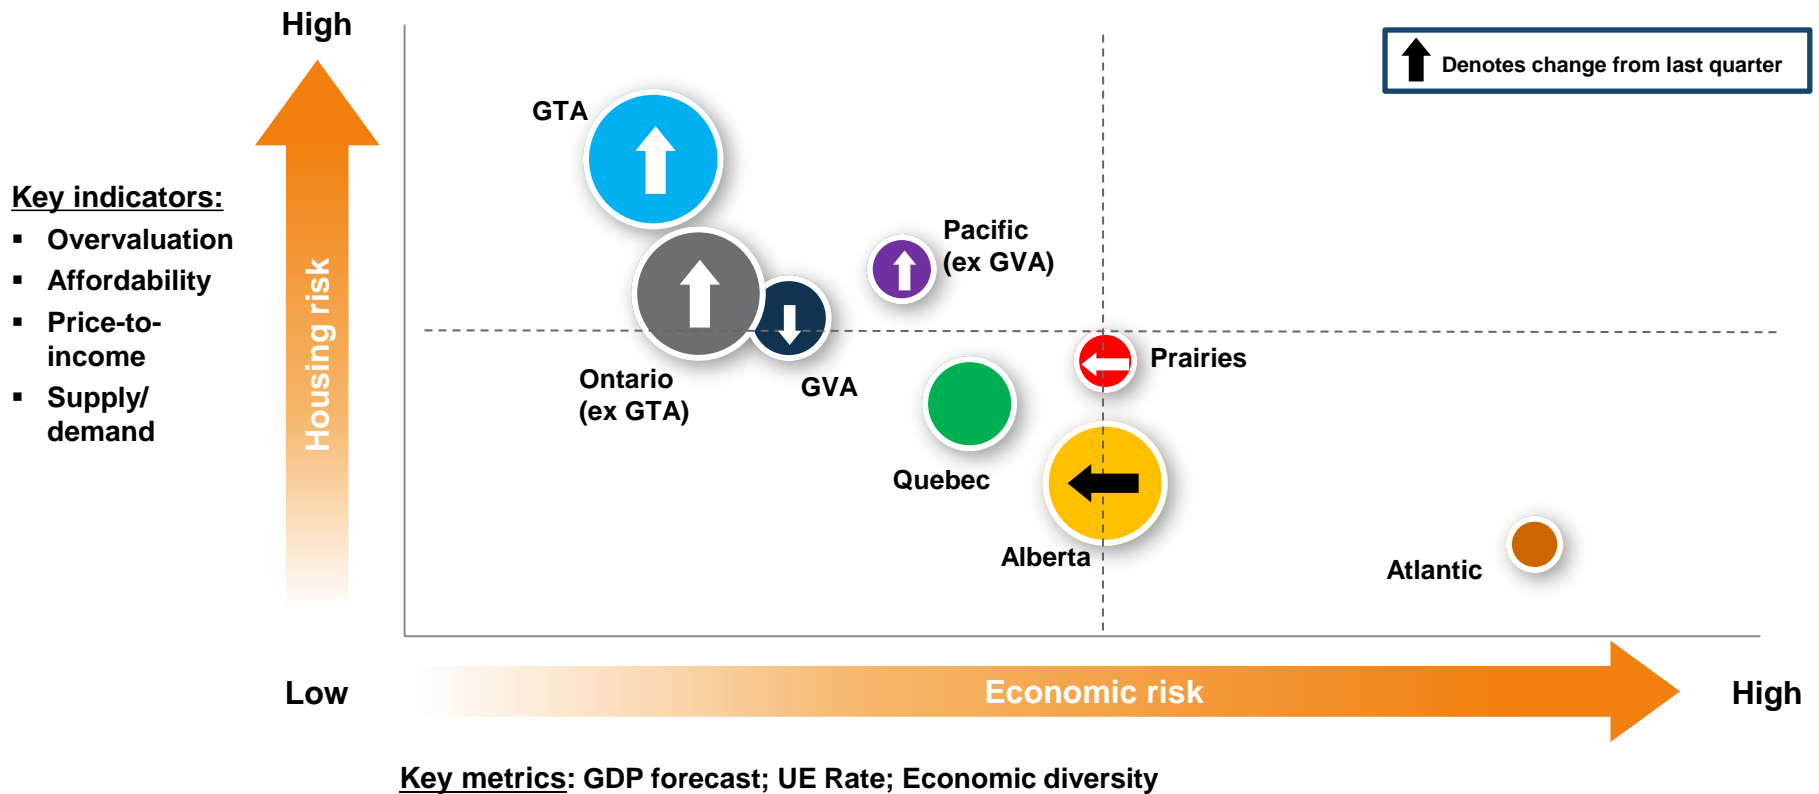 High
Denotes change from last quarter
GTA
Key indicators:
▪ Overvaluation
▪ Affordability
▪ Price-to-
income
▪ Supply/
demand
Housing risk
Pacific
(ex GVA)
Prairies
Ontario
(ex GTA)
GVA
Quebec
Alberta
Atlantic
Low
Economic risk
High
Key metrics: GDP forecast; UE Rate; Economic diversity